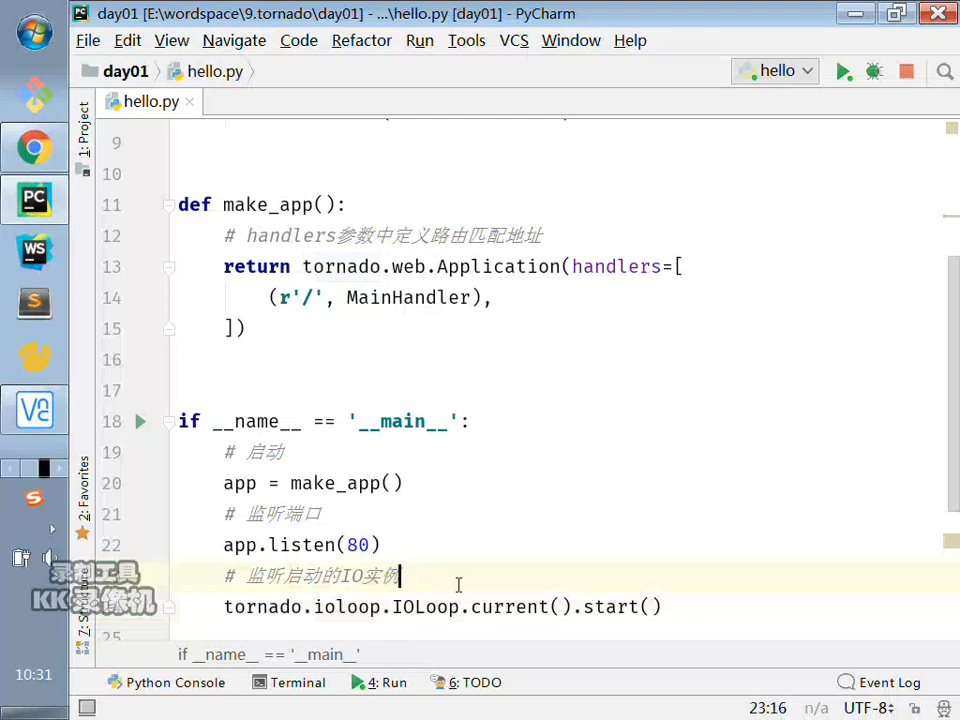 day01 [E:\wordspace\9.tornado\day01] - ...\hello.py [day01] - PyCharm
File Edit View Navigate Code Refactor Run Tools VCS Window Help
day01 hello.py hello
hello.py
1: Project
9
10
11 def make_app():
12 # handlers参数中定义路由匹配地址
13 return tornado.web.Application(handlers=[
14 (r'/', MainHandler),
15 ])
16
17
18 if __name__ == '__main__':
19 # 启动
20 app = make_app()
21 # 监听端口
22 app.listen(80)
# 监听启动的IO实例
tornado.ioloop.IOLoop.current().start()
25
2: Favorites
7: Structure
录制工具
KK录像机
if __name__ == '__main__'
10:31
Python Console Terminal 4: Run 6: TODO Event Log
23:16 n/a UTF-8